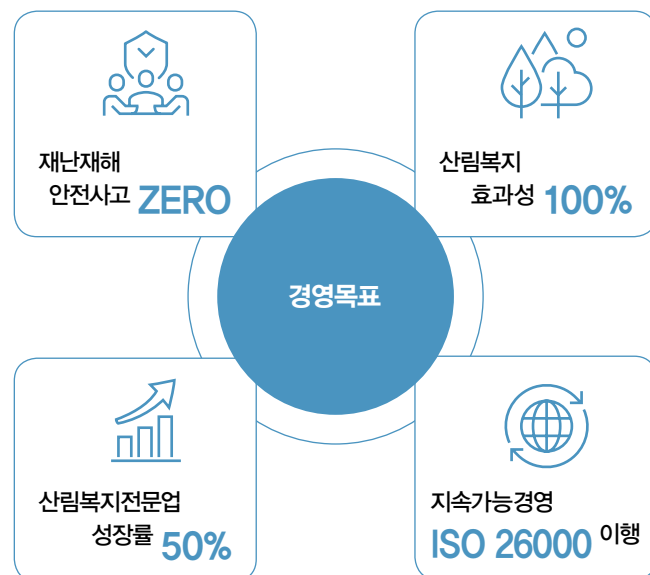 재난재해
안전사고 ZERO
산림복지
효과성 100%
경영목표
산림복지전문업
성장률 50%
지속가능경영
ISO 26000 이행